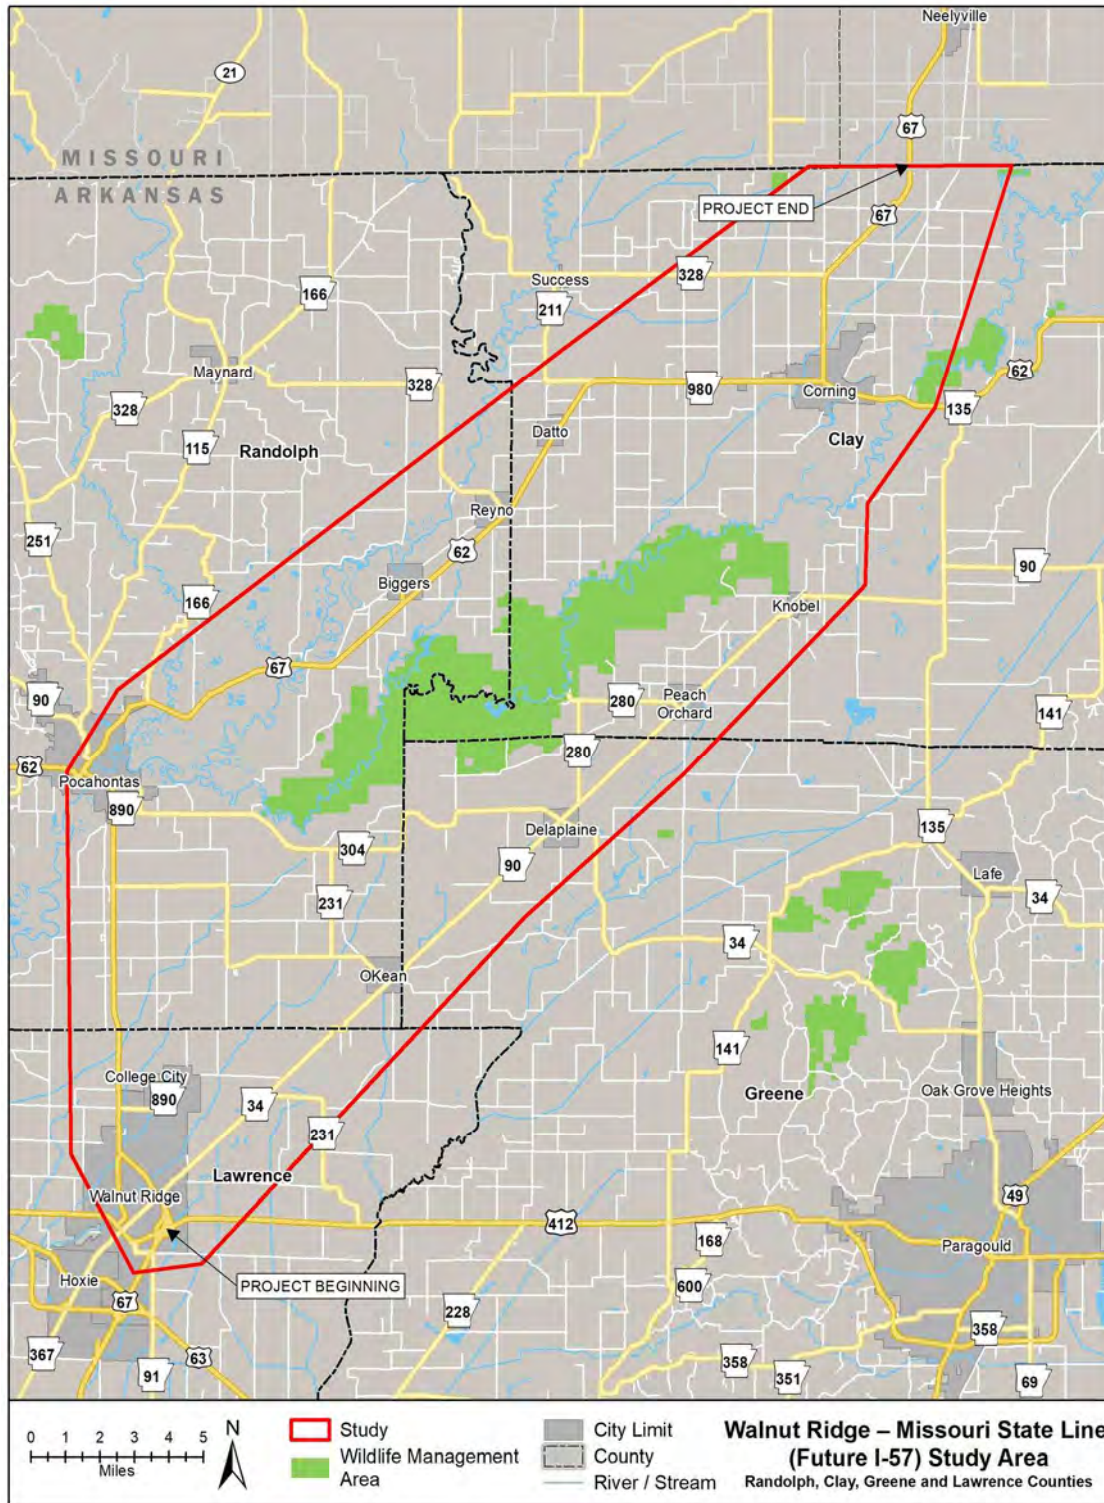 Neelyville
21
67
MISSOURI
ARKANSAS
PROJECT END
67
328
Success
166
211
Maynard
328
980
62
Corning
328
135
Datto
115
Randolph
Clay
Reyno
251
62
90
Biggers
Knobel
166
67
90
280
Peach
Orchard
141
280
62
Pocahontas
890
Delaplaine
135
304
90
Lafe
34
231
34
OKean
141
College City
890
34
Greene
Oak Grove Heights
231
Lawrence
Walnut Ridge
49
412
168
Paragould
Hoxie
PROJECT BEGINNING
600
67
228
358
367
63
358
91
351
69
0 1 2 3 4 5
Miles
N
Study
Wildlife Management
Area
City Limit
County
River / Stream
Walnut Ridge – Missouri State Line
(Future I-57) Study Area
Randolph, Clay, Greene and Lawrence Counties